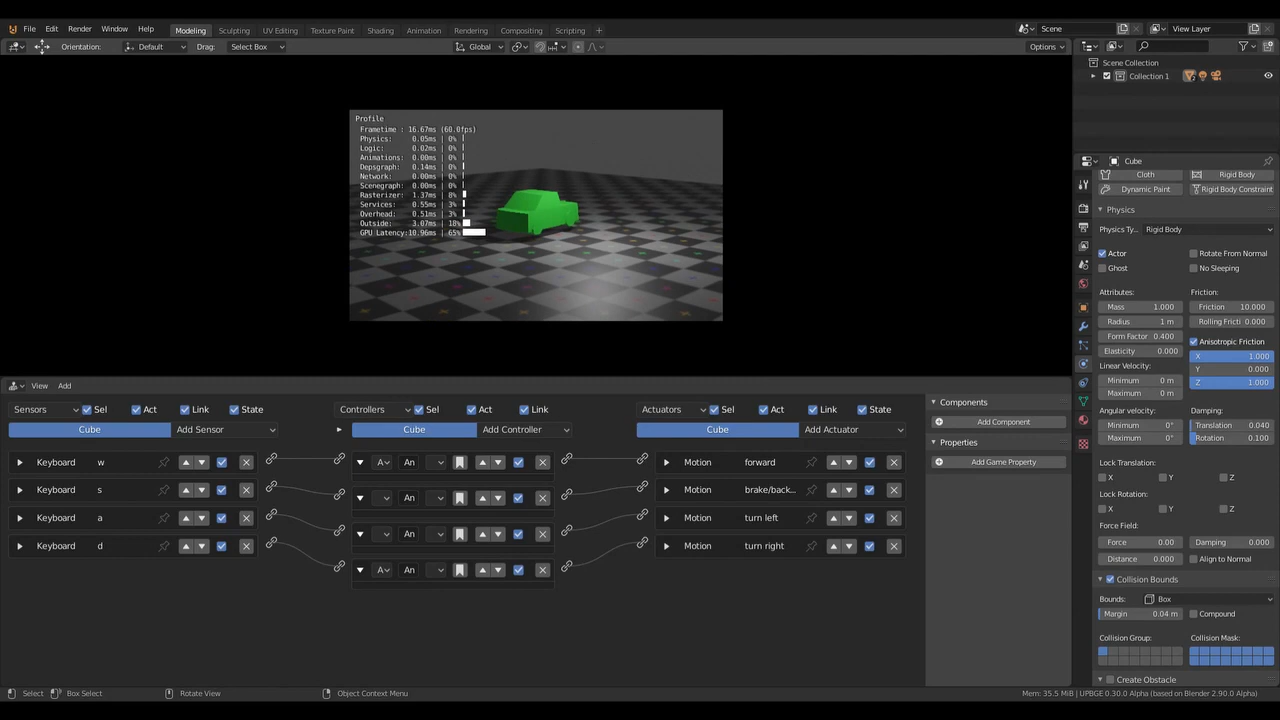 File Edit Render Window Help Modeling Sculpting UV Editing Texture Paint Shading Animation Rendering Compositing Scripting + Scene View Layer
Orientation: Default Drag: Select Box Global Options
Scene Collection
Collection 1
Profile
Frametime : 16.67ms (60.0fps)
Physics: 0.05ms | 0%
Logic: 0.02ms | 0%
Animations: 0.00ms | 0%
Depsgraph: 0.14ms | 0%
Network: 0.00ms | 0%
Scenegraph: 0.00ms | 0%
Rasterizer: 1.37ms | 8%
Services: 0.55ms | 3%
Overhead: 0.51ms | 3%
Outside: 3.07ms | 18%
GPU Latency:10.96ms | 65%
Cube
Cloth Rigid Body
Dynamic Paint Rigid Body Constraint
Physics
Physics Ty... Rigid Body
Actor Rotate From Normal
Ghost No Sleeping
Attributes: Friction:
Mass 1.000 Friction 10.000
Radius 1 m Rolling Fricti 0.000
Form Factor 0.400 Anisotropic Friction
Elasticity 0.000 X 1.000
Linear Velocity: Y 0.000
Minimum 0 m Z 1.000
Maximum 0 m
Angular velocity: Damping:
Minimum 0° Translation 0.040
Maximum 0° Rotation 0.100
Lock Translation:
X Y Z
Lock Rotation:
X Y Z
Force Field:
Force 0.00 Damping 0.000
Distance 0.000 Align to Normal
Collision Bounds
Bounds: Box
Margin 0.04 m Compound
Collision Group: Collision Mask:
Create Obstacle
View Add
Sensors Sel Act Link State Controllers Sel Act Link Actuators Sel Act Link State
Cube Add Sensor Cube Add Controller Cube Add Actuator
Keyboard w A An Motion forward
Keyboard s An Motion brake/back...
Keyboard a An Motion turn left
Keyboard d A An Motion turn right
Components
Add Component
Properties
Add Game Property
Select Box Select Rotate View Object Context Menu Mem: 35.5 MiB | UPBGE 0.30.0 Alpha (based on Blender 2.90.0 Alpha)